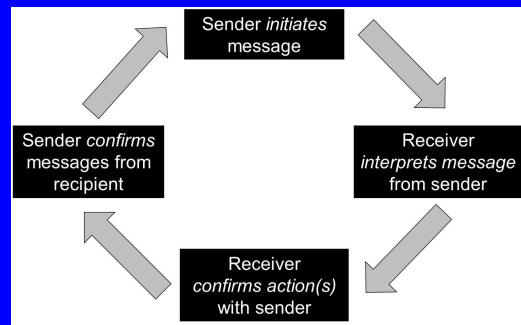 Sender initiates
message
Receiver
interprets message
from sender
Receiver
confirms action(s)
with sender
Sender confirms
messages from
recipient